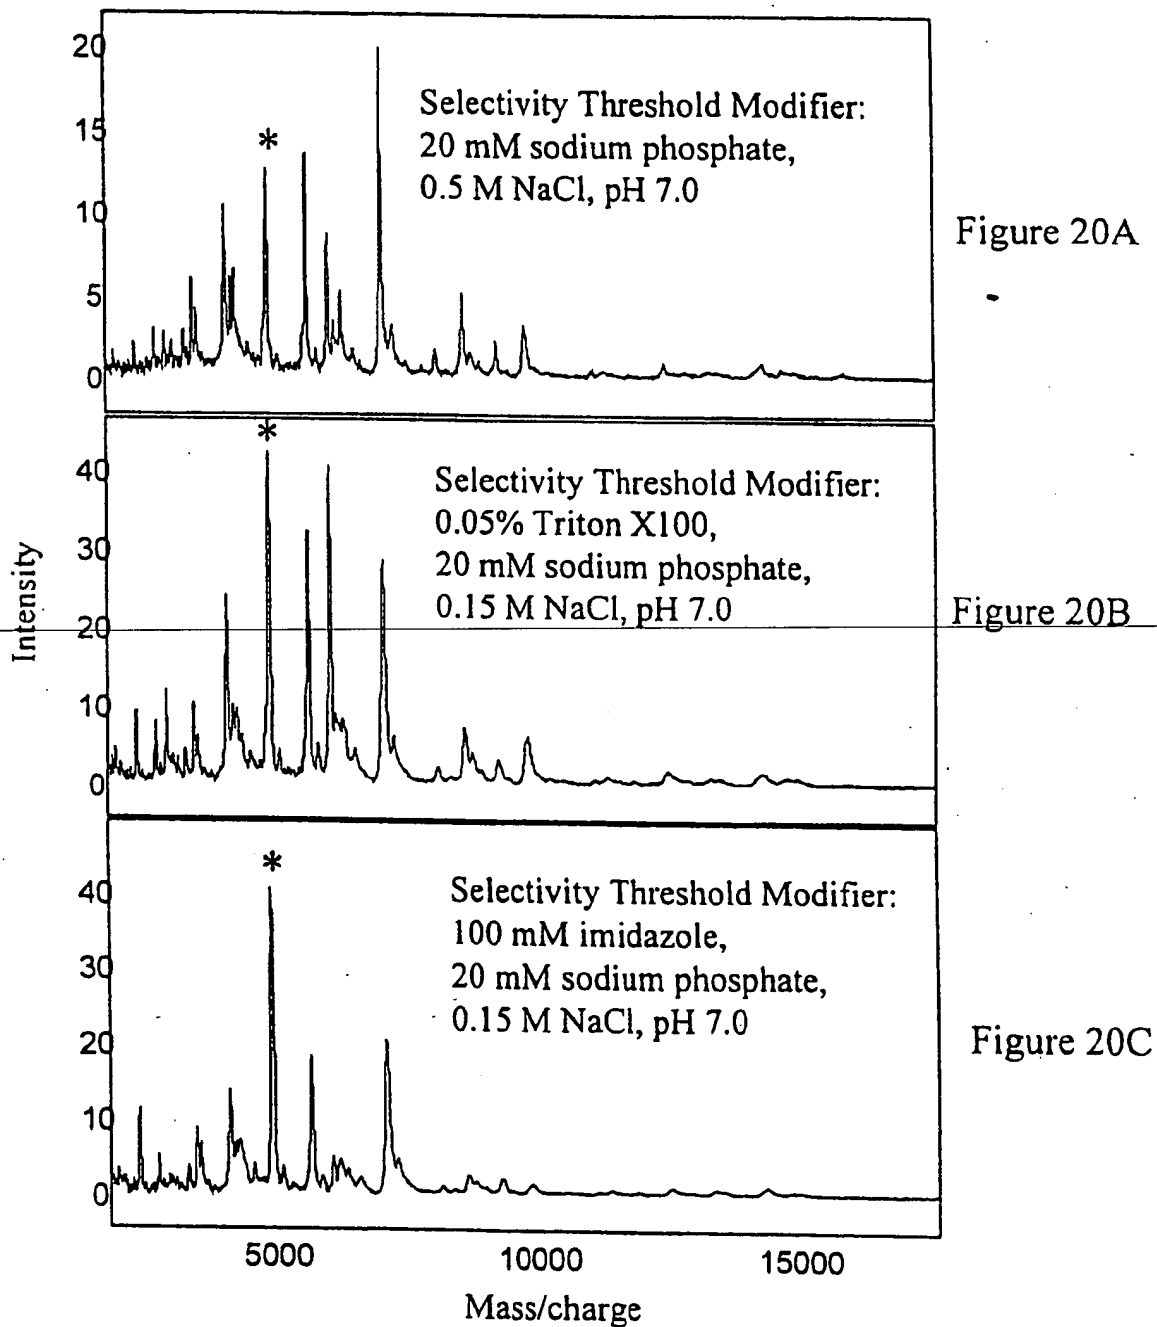 20
15
10
5
0
*
Selectivity Threshold Modifier:
20 mM sodium phosphate,
0.5 M NaCl, pH 7.0
Figure 20A
40
30
20
10
0
*
Selectivity Threshold Modifier:
0.05% Triton X100,
20 mM sodium phosphate,
0.15 M NaCl, pH 7.0
Figure 20B
Intensity
40
30
20
10
0
*
Selectivity Threshold Modifier:
100 mM imidazole,
20 mM sodium phosphate,
0.15 M NaCl, pH 7.0
Figure 20C
5000
10000
15000
Mass/charge